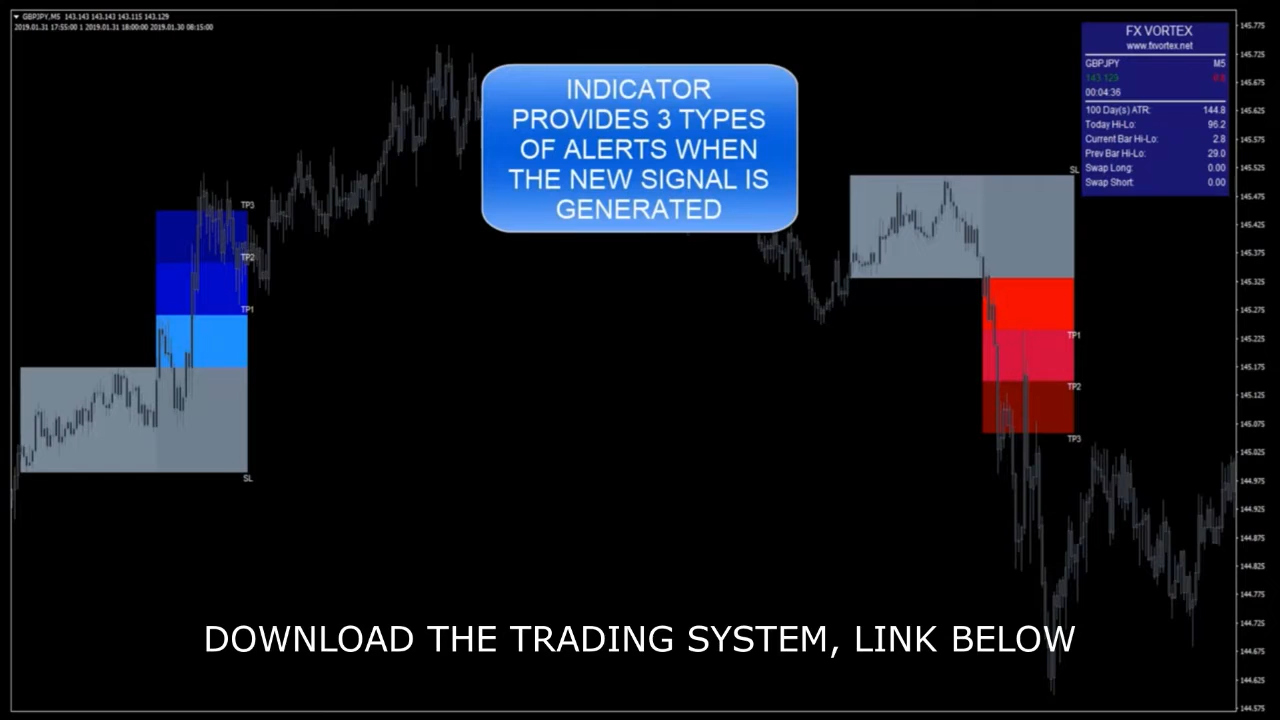 GBPJPY,M5 143.143 143.143 143.115 143.129
2019.01.31 17:55:00 1 2019.01.31 18:00:00 2019.01.30 08:15:00
INDICATOR
PROVIDES 3 TYPES
OF ALERTS WHEN
THE NEW SIGNAL IS
GENERATED
FX VORTEX
www.fxvortex.net
GBPJPY M5
143.129
00:04:36
100 Day(s) ATR: 144.8
Today Hi-Lo: 96.2
Current Bar Hi-Lo: 2.8
Prev Bar Hi-Lo: 29.0
Swap Long: 0.00
Swap Short: 0.00
TP3
TP2
TP1
SL
SL
TP1
TP2
TP3
145.775
145.725
145.675
145.625
145.575
145.525
145.475
145.425
145.375
145.325
145.275
145.225
145.175
145.125
145.075
145.025
144.975
144.925
144.875
144.825
144.775
144.725
144.675
144.625
144.575
DOWNLOAD THE TRADING SYSTEM, LINK BELOW